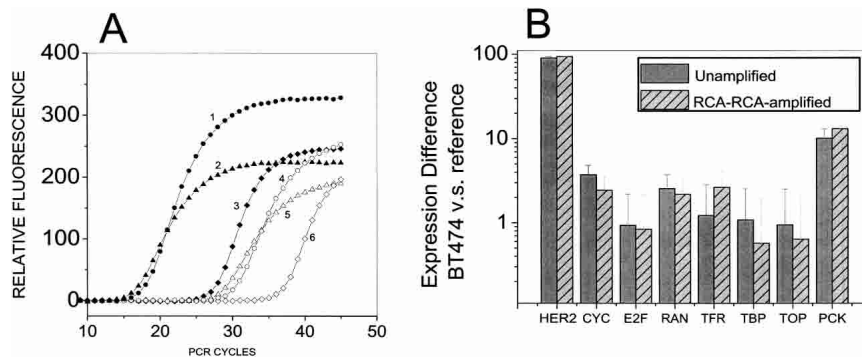 A
RELATIVE FLUORESCENCE
400
300
200
100
0
1
2
3
4
5
6
10
20
30
40
50
PCR CYCLES
B
Expression Difference
BT474 v.s. reference
100
10
1
Unamplified
RCA-RCA-amplified
HER2 CYC E2F RAN TFR TBP TOP PCK